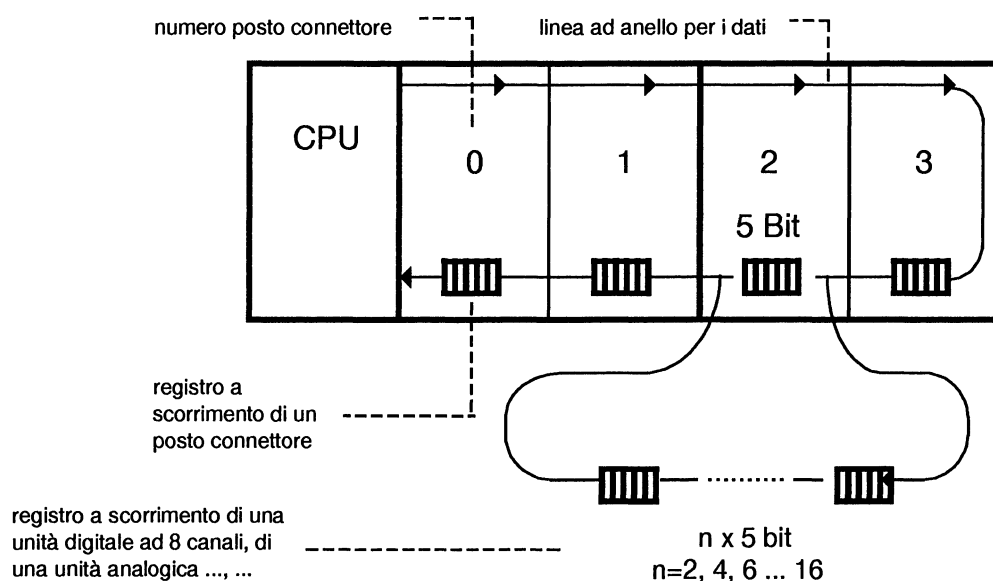 numero posto connettore
linea ad anello per i dati
CPU
0
1
2
3
5 Bit
registro a
scorrimento di un
posto connettore
registro a scorrimento di una
unità digitale ad 8 canali, di
una unità analogica ..., ...
n x 5 bit
n=2, 4, 6 ... 16